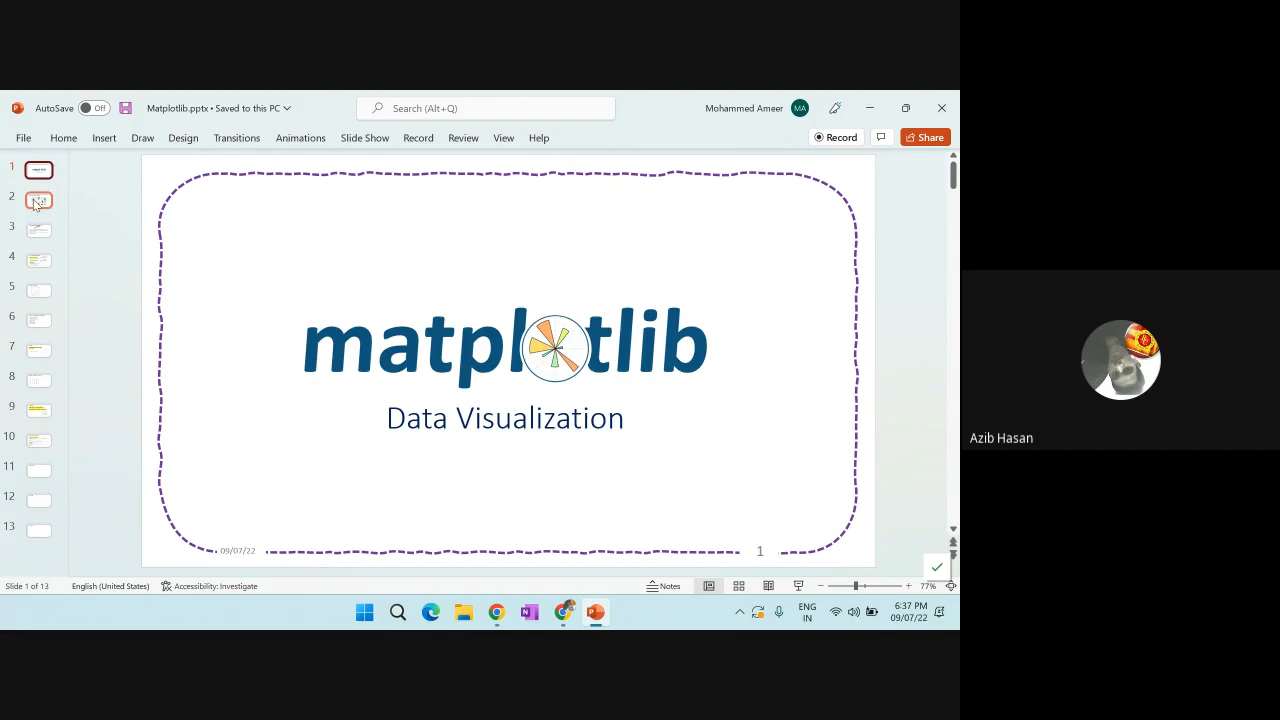 AutoSave Off Matplotlib.pptx • Saved to this PC Search (Alt+Q) Mohammed Ameer MA
File Home Insert Draw Design Transitions Animations Slide Show Record Review View Help Record Share
1
2
3
4
5
6
7
8
9
10
11
12
13
matplotlib
Data Visualization
09/07/22 1
Azib Hasan
Slide 1 of 13 English (United States) Accessibility: Investigate Notes 77%
ENG 6:37 PM
IN 09/07/22